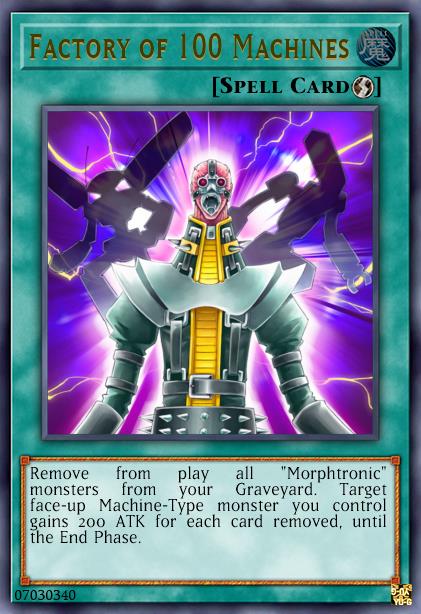 Factory of 100 Machines
魔
[Spell Card]
Remove from play all "Morphtronic"
monsters from your Graveyard. Target
face-up Machine-Type monster you control
gains 200 ATK for each card removed, until
the End Phase.
07030340